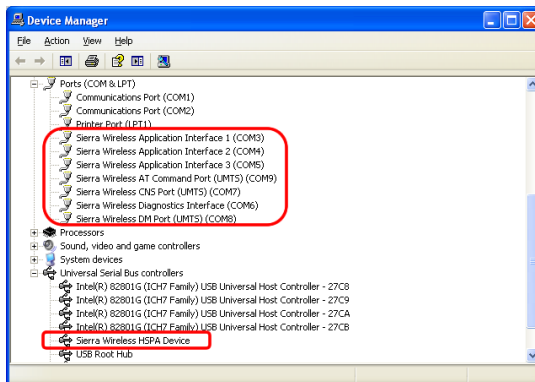 Device Manager
File Action View Help
Ports (COM & LPT)
Communications Port (COM1)
Communications Port (COM2)
Printer Port (LPT1)
Sierra Wireless Application Interface 1 (COM3)
Sierra Wireless Application Interface 2 (COM4)
Sierra Wireless Application Interface 3 (COM5)
Sierra Wireless AT Command Port (UMTS) (COM9)
Sierra Wireless CNS Port (UMTS) (COM7)
Sierra Wireless Diagnostics Interface (COM6)
Sierra Wireless DM Port (UMTS) (COM8)
Processors
Sound, video and game controllers
System devices
Universal Serial Bus controllers
Intel(R) 82801G (ICH7 Family) USB Universal Host Controller - 27C8
Intel(R) 82801G (ICH7 Family) USB Universal Host Controller - 27C9
Intel(R) 82801G (ICH7 Family) USB Universal Host Controller - 27CA
Intel(R) 82801G (ICH7 Family) USB Universal Host Controller - 27CB
Sierra Wireless HSPA Device
USB Root Hub